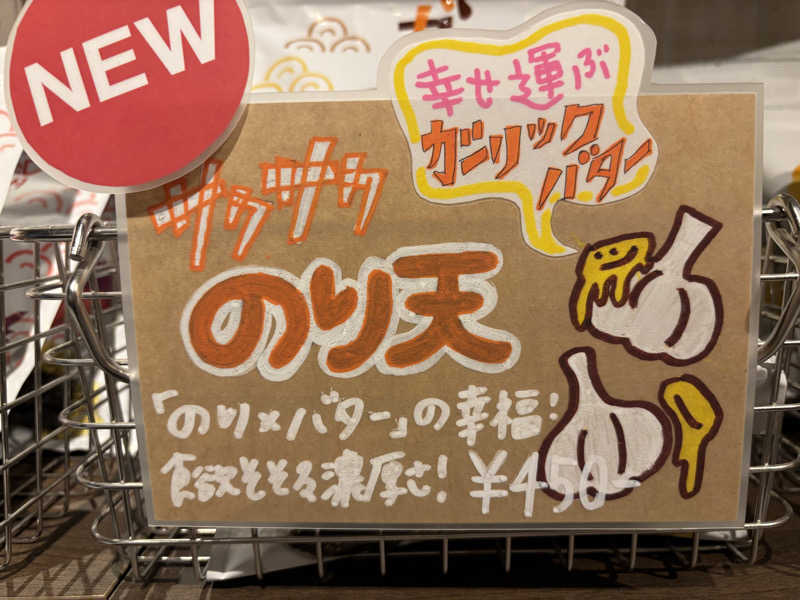 NEW
幸せ運ぶ
ガーリック
バター
サクサク
のり天
「のり×バター」の幸福!
食欲そそる濃厚さ! ¥450-